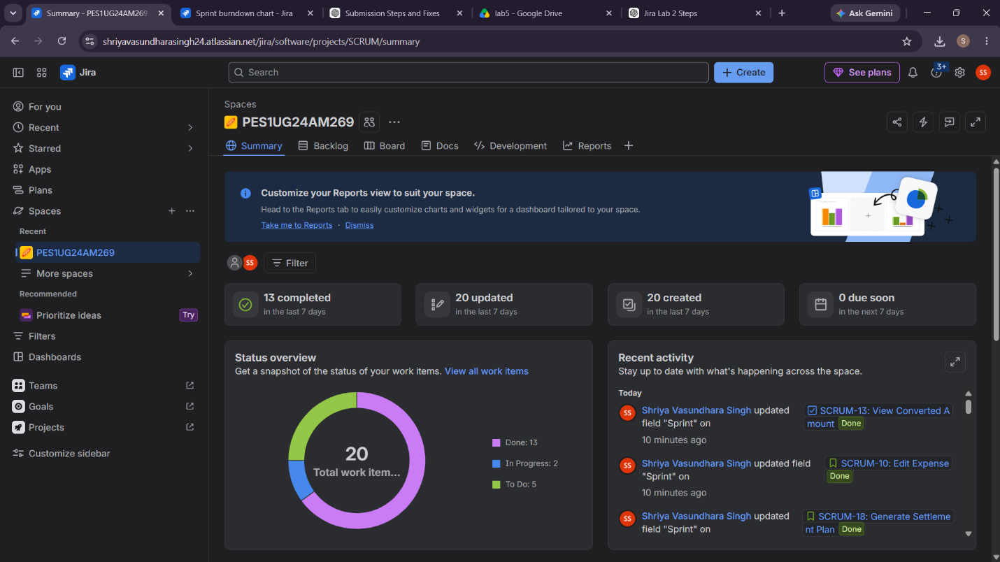 Summary - PES1UG24AM269
Sprint burndown chart - Jira
Submission Steps and Fixes
lab5 - Google Drive
Jira Lab 2 Steps
Ask Gemini
shriyavasundharasingh24.atlassian.net/jira/software/projects/SCRUM/summary
S
Jira
Search
Create
See plans
3+
SS
For you
Recent
Starred
Apps
Plans
Spaces
Recent
PES1UG24AM269
More spaces
Recommended
Prioritize ideas
Try
Filters
Dashboards
Teams
Goals
Projects
Customize sidebar
Spaces
PES1UG24AM269
Summary
Backlog
Board
Docs
Development
Reports
Customize your Reports view to suit your space.
Head to the Reports tab to easily customize charts and widgets for a dashboard tailored to your space.
Take me to Reports · Dismiss
SS
Filter
13 completed
in the last 7 days
20 updated
in the last 7 days
20 created
in the last 7 days
0 due soon
in the next 7 days
Status overview
Get a snapshot of the status of your work items. View all work items
20
Total work item...
Done: 13
In Progress: 2
To Do: 5
Recent activity
Stay up to date with what's happening across the space.
Today
SS
Shriya Vasundhara Singh updated
field "Sprint" on
SCRUM-13: View Converted A
mount Done
10 minutes ago
SS
Shriya Vasundhara Singh updated field
"Sprint" on
SCRUM-10: Edit Expense
Done
10 minutes ago
SS
Shriya Vasundhara Singh updated
field "Sprint" on
SCRUM-18: Generate Settleme
nt Plan Done